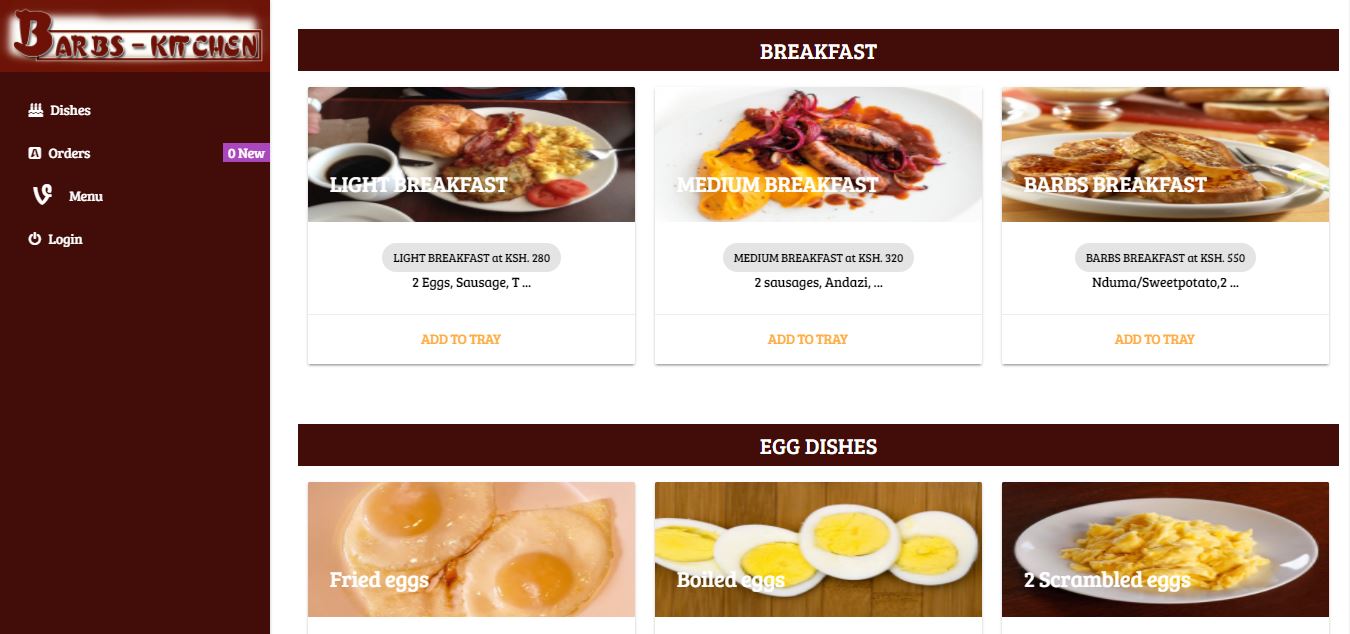 BARBS - KITCHEN
Dishes
Orders
0 New
Menu
Login
BREAKFAST
LIGHT BREAKFAST
MEDIUM BREAKFAST
BARBS BREAKFAST
LIGHT BREAKFAST at KSH. 280
MEDIUM BREAKFAST at KSH. 320
BARBS BREAKFAST at KSH. 550
2 Eggs, Sausage, T ...
2 sausages, Andazi, ...
Nduma/Sweetpotato,2 ...
ADD TO TRAY
ADD TO TRAY
ADD TO TRAY
EGG DISHES
Fried eggs
Boiled eggs
2 Scrambled eggs